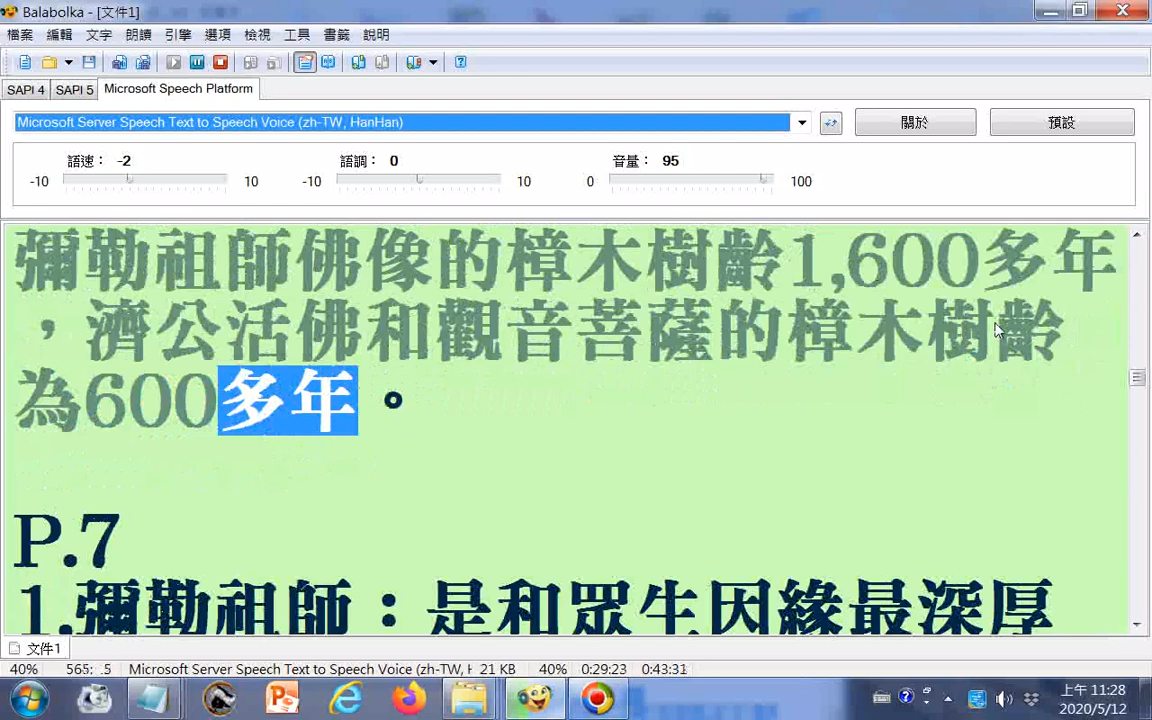 Balabolka - [文件1]
檔案 編輯 文字 朗讀 引擎 選項 檢視 工具 書籤 說明
SAPI 4 SAPI 5 Microsoft Speech Platform
Microsoft Server Speech Text to Speech Voice (zh-TW, HanHan)
關於 預設
語速： -2 語調： 0 音量： 95
-10 10 -10 10 0 100
彌勒祖師佛像的樟木樹齡1,600多年
，濟公活佛和觀音菩薩的樟木樹齡
為600多年。
P.7
1.彌勒祖師：是和眾生因緣最深厚
文件1
40% 565: .5 Microsoft Server Speech Text to Speech Voice (zh-TW, H 21 KB 40% 0:29:23 0:43:31
上午 11:28
2020/5/12